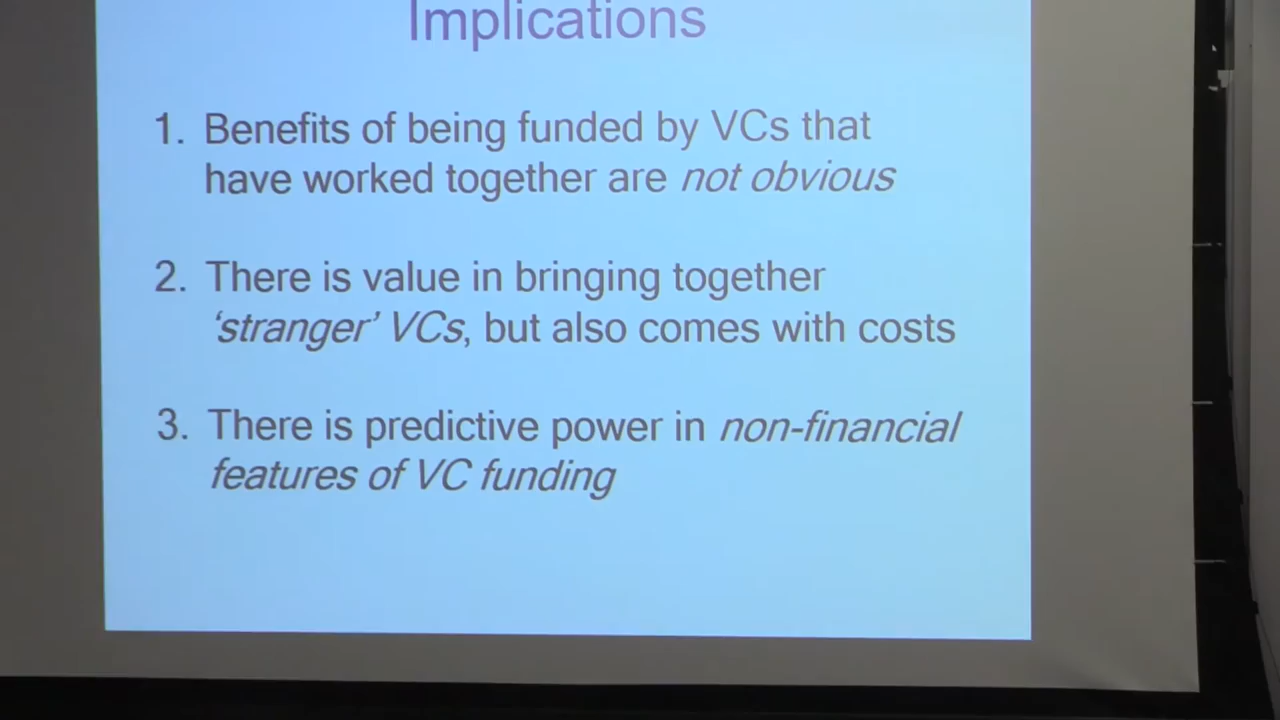 Implications
1. Benefits of being funded by VCs that
have worked together are not obvious
2. There is value in bringing together
‘stranger’ VCs, but also comes with costs
3. There is predictive power in non-financial
features of VC funding